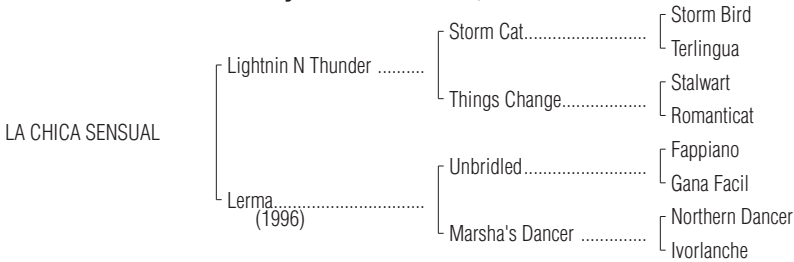 Storm Bird
Storm Cat..........................
Terlingua
Lightnin N Thunder ..........
Stalwart
Things Change..................
Romanticat
LA CHICA SENSUAL
Fappiano
Unbridled..........................
Gana Facil
Lerma................................
(1996)
Northern Dancer
Marsha's Dancer ..............
Ivorlanche